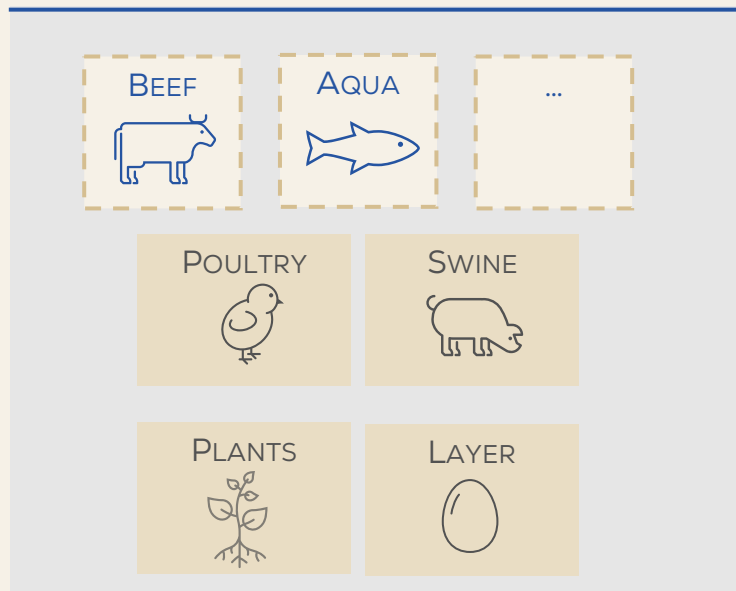 BEEF
AQUA
...
POULTRY
SWINE
PLANTS
LAYER